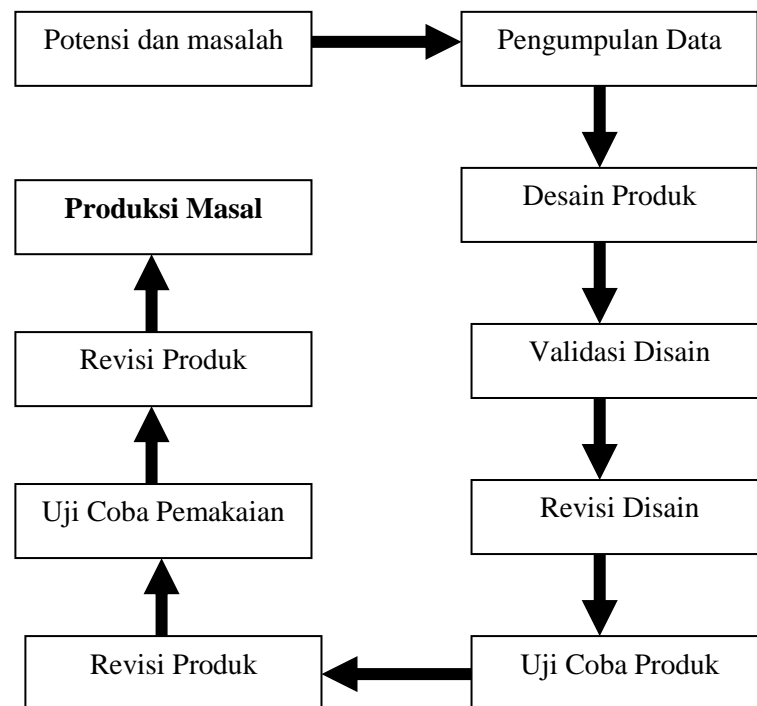 Potensi dan masalah
Pengumpulan Data
Desain Produk
Validasi Disain
Revisi Disain
Uji Coba Produk
Revisi Produk
Uji Coba Pemakaian
Revisi Produk
Produksi Masal